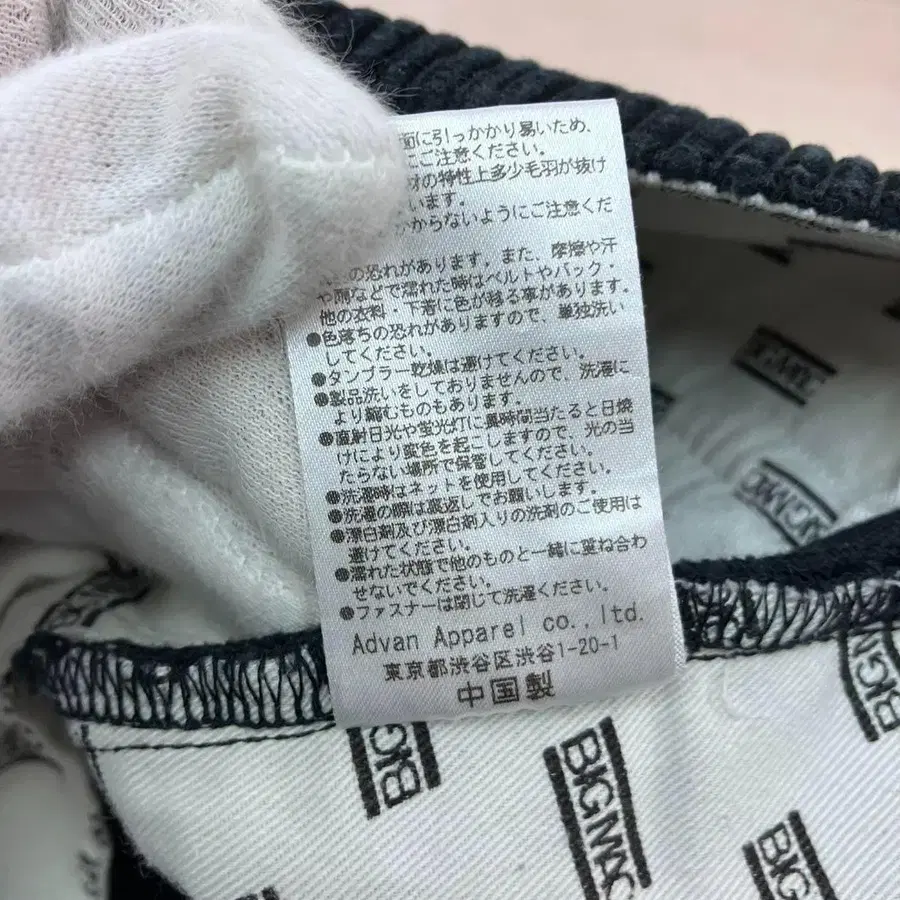 面に引っかかり易いため、
にご注意ください。
材の特性上多少毛羽が抜け
います。
ひっからないようにご注意くだ
の恐れがあります。また、摩擦や汗
や雨などで濡れた時はベルトやバック・
他の衣料・下着に色が移る事があります。
●色落ちの恐れがありますので、単独洗い
してください。
●タンブラー乾燥は避けてください。
●製品洗いをしておりませんので、洗濯に
より縮むものもあります。
●直射日光や蛍光灯に長時間当たると日焼
けにより変色を起こしますので、光の当
たらない場所で保管してください。
●洗濯時はネットを使用してください。
●洗濯の際は裏返しでお願いします。
●漂白剤及び漂白剤入りの洗剤のご使用は
避けてください。
●濡れた状態で他のものと一緒に重ね合わ
せないでください。
●ファスナーは閉じて洗濯ください。
Advan Apparel co.,ltd.
東京都渋谷区渋谷1-20-1
中国製
BIG MAC
BIG MAC
BIG
BIG
BIG MAC
BIG